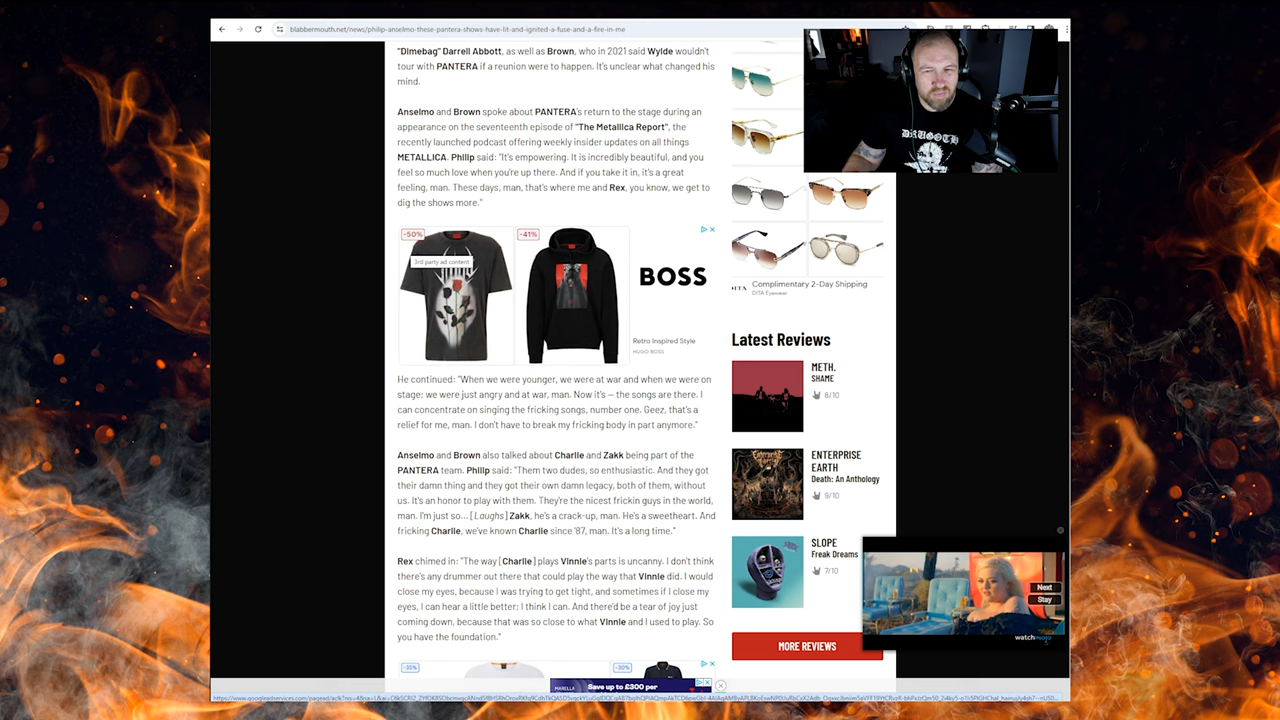 blabbermouth.net/news/philip-anselmo-these-pantera-shows-have-lit-and-ignited-a-fuse-and-a-fire-in-me
"Dimebag" Darrell Abbott, as well as Brown, who in 2021 said Wylde wouldn't
tour with PANTERA if a reunion were to happen. It's unclear what changed his
mind.
Anselmo and Brown spoke about PANTERA's return to the stage during an
appearance on the seventeenth episode of "The Metallica Report", the
recently launched podcast offering weekly insider updates on all things
METALLICA. Philip said: "It's empowering. It is incredibly beautiful, and you
feel so much love when you're up there. And if you take it in, it's a great
feeling, man. These days, man, that's where me and Rex, you know, we get to
dig the shows more."
-50%
-41%
3rd party ad content
BOSS
Retro Inspired Style
HUGO BOSS
He continued: "When we were younger, we were at war and when we were on
stage; we were just angry and at war, man. Now it's — the songs are there. I
can concentrate on singing the fricking songs, number one. Geez, that's a
relief for me, man. I don't have to break my fricking body in part anymore."
Anselmo and Brown also talked about Charlie and Zakk being part of the
PANTERA team. Philip said: "Them two dudes, so enthusiastic. And they got
their damn thing and they got their own damn legacy, both of them, without
us. It's an honor to play with them. They're the nicest frickin guys in the world,
man. I'm just so... [Laughs] Zakk, he's a crack-up, man. He's a sweetheart. And
fricking Charlie, we've known Charlie since '87, man. It's a long time."
Rex chimed in: "The way [Charlie] plays Vinnie's parts is uncanny. I don't think
there's any drummer out there that could play the way that Vinnie did. I would
close my eyes, because I was trying to get tight, and sometimes if I close my
eyes, I can hear a little better; I think I can. And there'd be a tear of joy just
coming down, because that was so close to what Vinnie and I used to play. So
you have the foundation."
-35%
-30%
MARELLA
Save up to £300 per
DRUGOTH
Complimentary 2-Day Shipping
DITA Eyewear
Latest Reviews
METH.
SHAME
8/10
ENTERPRISE
EARTH
Death: An Anthology
9/10
SLOPE
Freak Dreams
7/10
Next
Stay
watchmojo
MORE REVIEWS